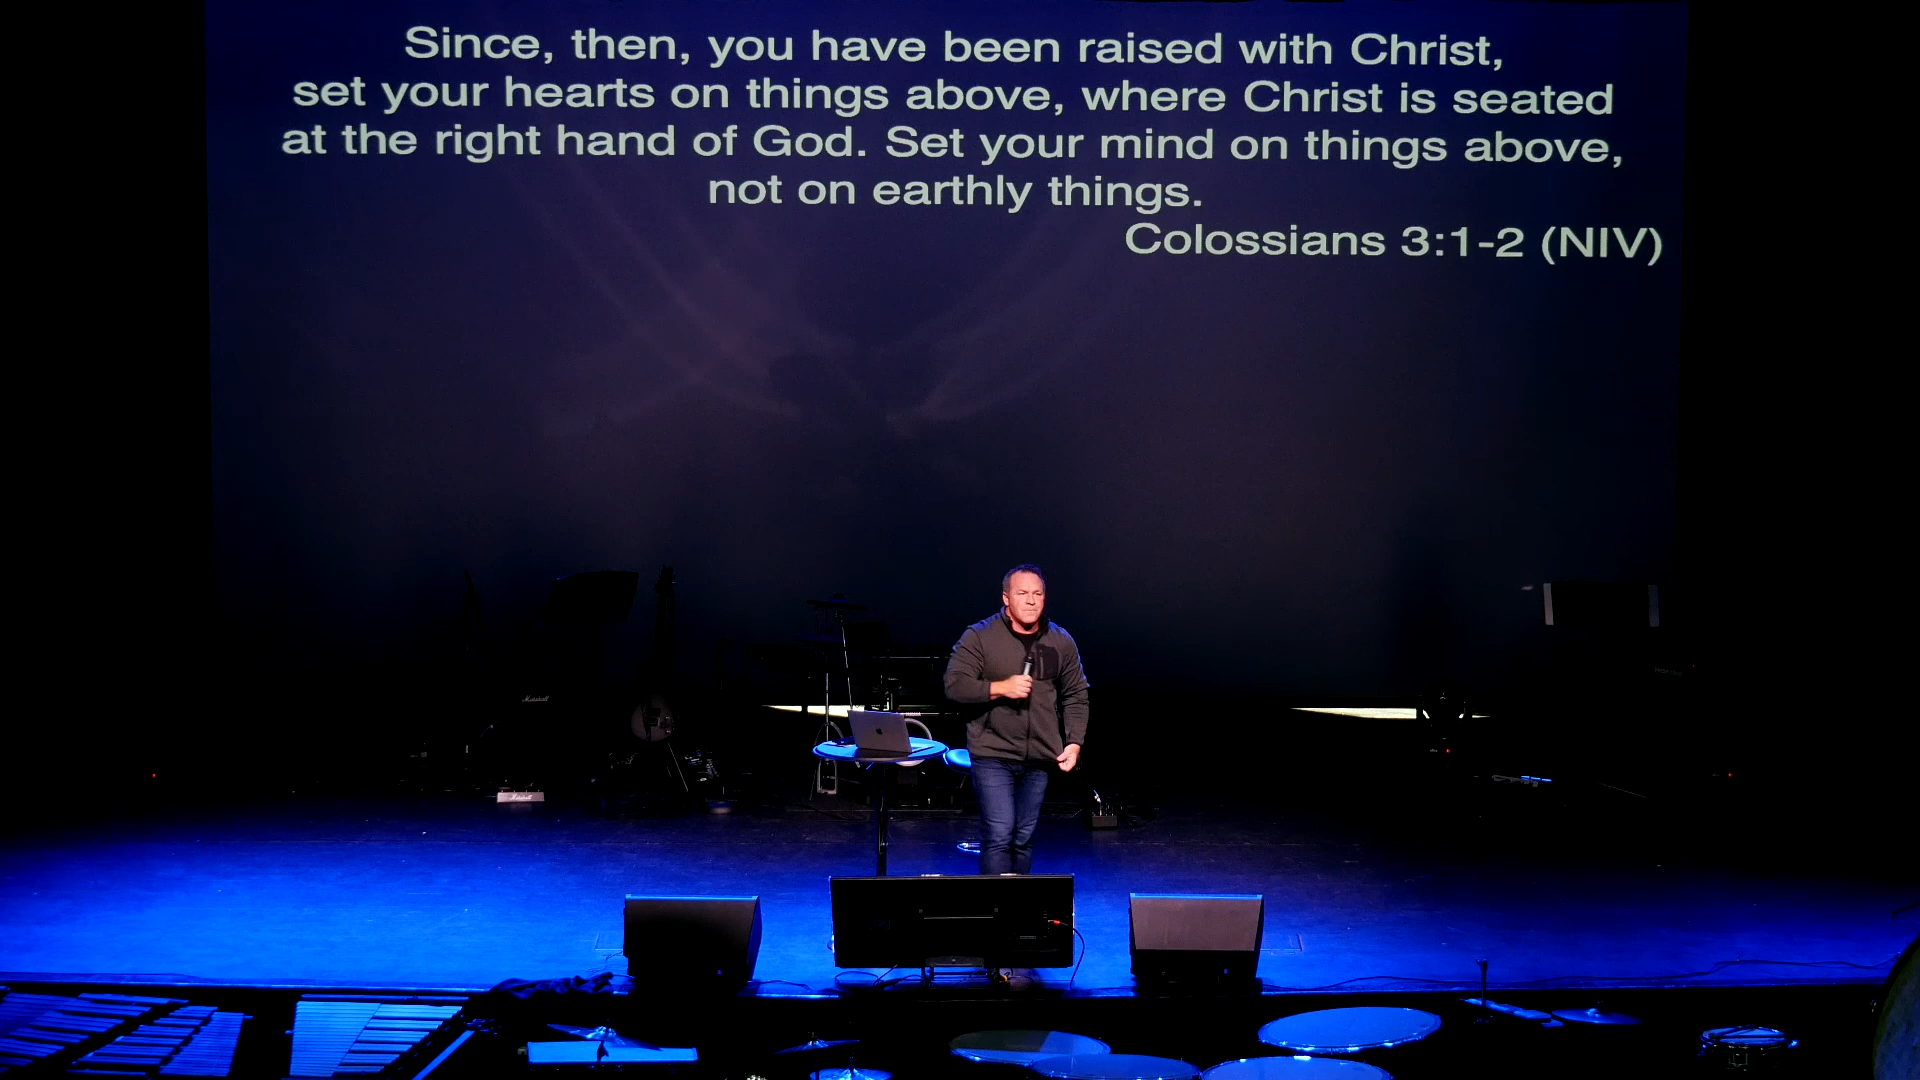 Since, then, you have been raised with Christ,
set your hearts on things above, where Christ is seated
at the right hand of God. Set your mind on things above,
not on earthly things.
Colossians 3:1-2 (NIV)
Marshall
Marshall